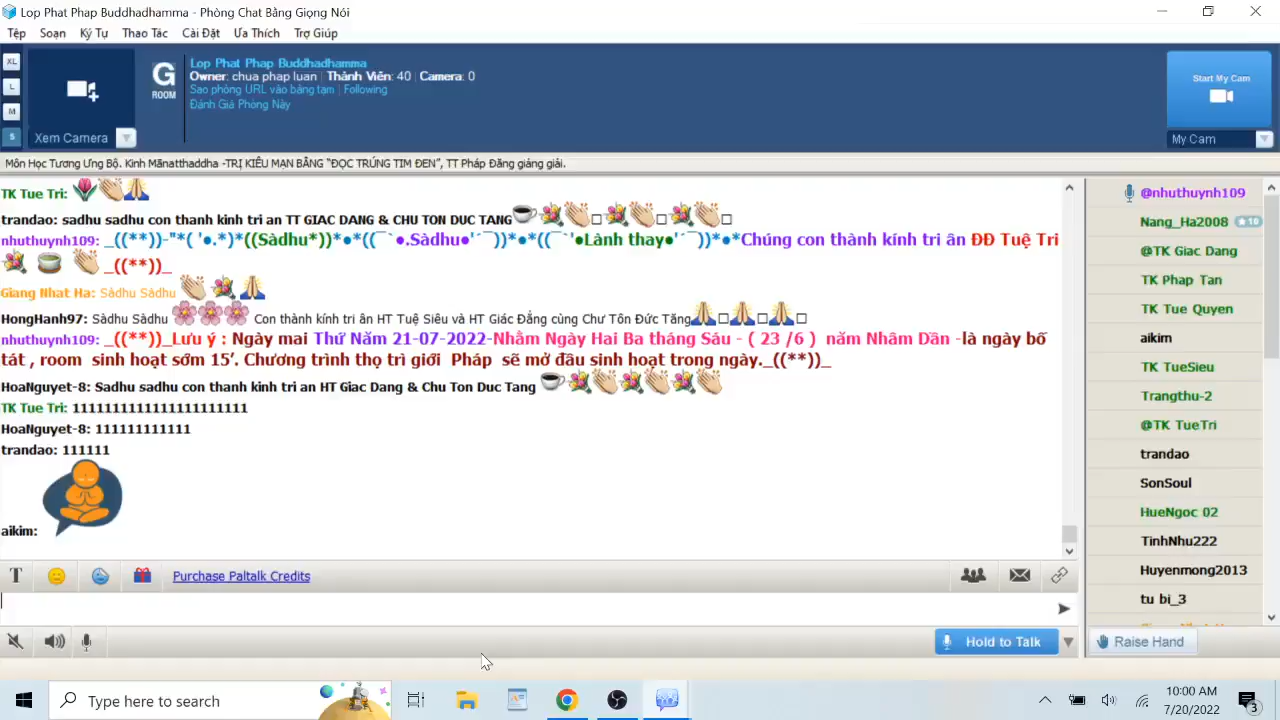 Lop Phat Phap Buddhadhamma - Phòng Chat Bằng Giọng Nói
Tệp Soạn Ký Tự Thao Tác Cài Đặt Ưa Thích Trợ Giúp
XL
L
M
S
Xem Camera
G
ROOM
Lop Phat Phap Buddhadhamma
Owner: chua phap luan | Thành Viên: 40 | Camera: 0
Sao phòng URL vào bảng tạm | Following
Đánh Giá Phòng Này
Start My Cam
My Cam
Môn Học Tương Ưng Bộ. Kinh Mānatthaddha -TRỊ KIÊU MẠN BẰNG “ĐỌC TRÚNG TIM ĐEN”, TT Pháp Đăng giảng giải.
TK Tue Tri:
trandao: sadhu sadhu con thanh kinh tri an TT GIAC DANG & CHU TON DUC TANG
nhuthuynh109: _((**))-"*( '●.*)*((Sàdhu*))*●*((¯`●.Sàdhu●'´¯))*●*((¯`'●Lành thay●'´¯))*●*Chúng con thành kính tri ân ĐĐ Tuệ Tri
_((**))_
Giang Nhat Ha: Sàdhu Sàdhu
HongHanh97: Sàdhu Sàdhu Con thành kính tri ân HT Tuệ Siêu và HT Giác Đẳng cùng Chư Tôn Đức Tăng
nhuthuynh109: _((**))_Lưu ý : Ngày mai Thứ Năm 21-07-2022-Nhằm Ngày Hai Ba tháng Sáu - ( 23 /6 ) năm Nhâm Dần -là ngày bố
tát , room sinh hoạt sớm 15’. Chương trình thọ trì giới Pháp sẽ mở đầu sinh hoạt trong ngày._((**))_
HoaNguyet-8: Sadhu sadhu con thanh kinh tri an HT Giac Dang & Chu Ton Duc Tang
TK Tue Tri: 1111111111111111111111
HoaNguyet-8: 111111111111
trandao: 111111
aikim:
@nhuthuynh109
Nang_Ha2008 18
@TK Giac Dang
TK Phap Tan
TK Tue Quyen
aikim
TK TueSieu
Trangthu-2
@TK TueTri
trandao
SonSoul
HueNgoc 02
TinhNhu222
Huyenmong2013
tu bi_3
T Purchase Paltalk Credits
Hold to Talk
Raise Hand
Type here to search
10:00 AM
7/20/2022
3